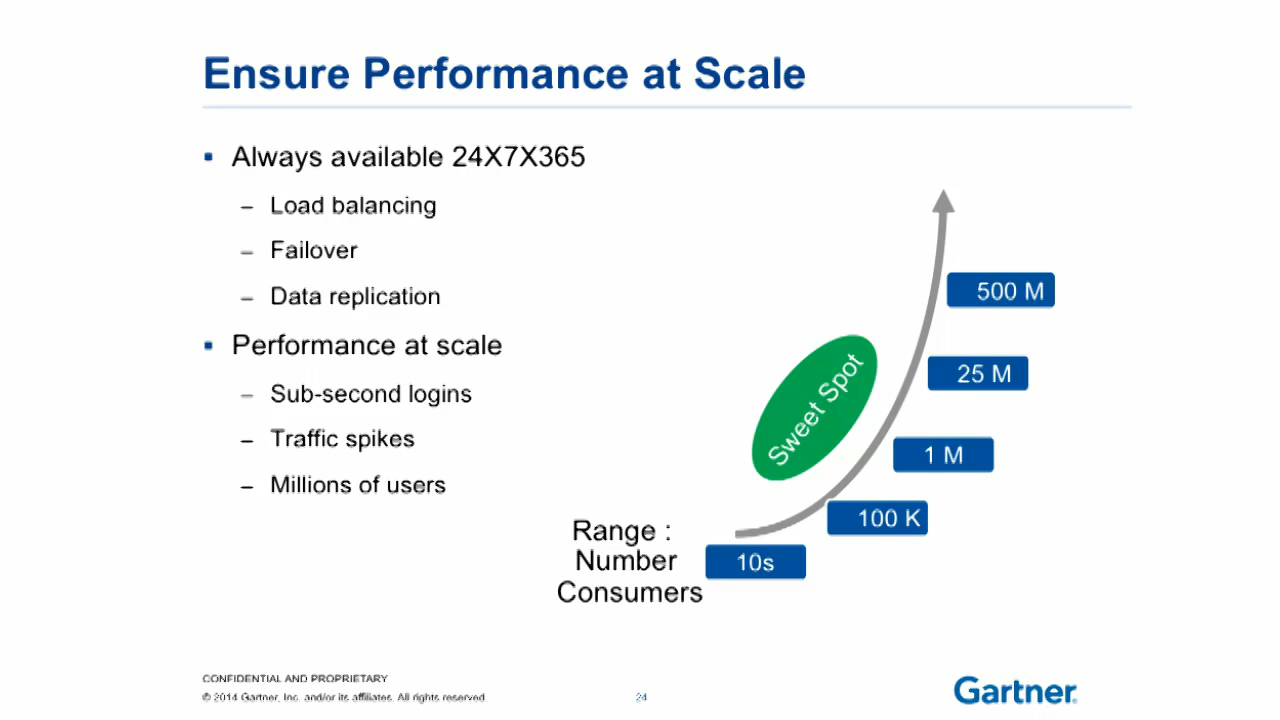 Ensure Performance at Scale
▪ Always available 24X7X365
– Load balancing
– Failover
– Data replication
▪ Performance at scale
– Sub-second logins
– Traffic spikes
– Millions of users
500 M
25 M
Sweet Spot
1 M
100 K
10s
Range :
Number
Consumers
CONFIDENTIAL AND PROPRIETARY
© 2014 Gartner, Inc. and/or its affiliates. All rights reserved.
24
Gartner